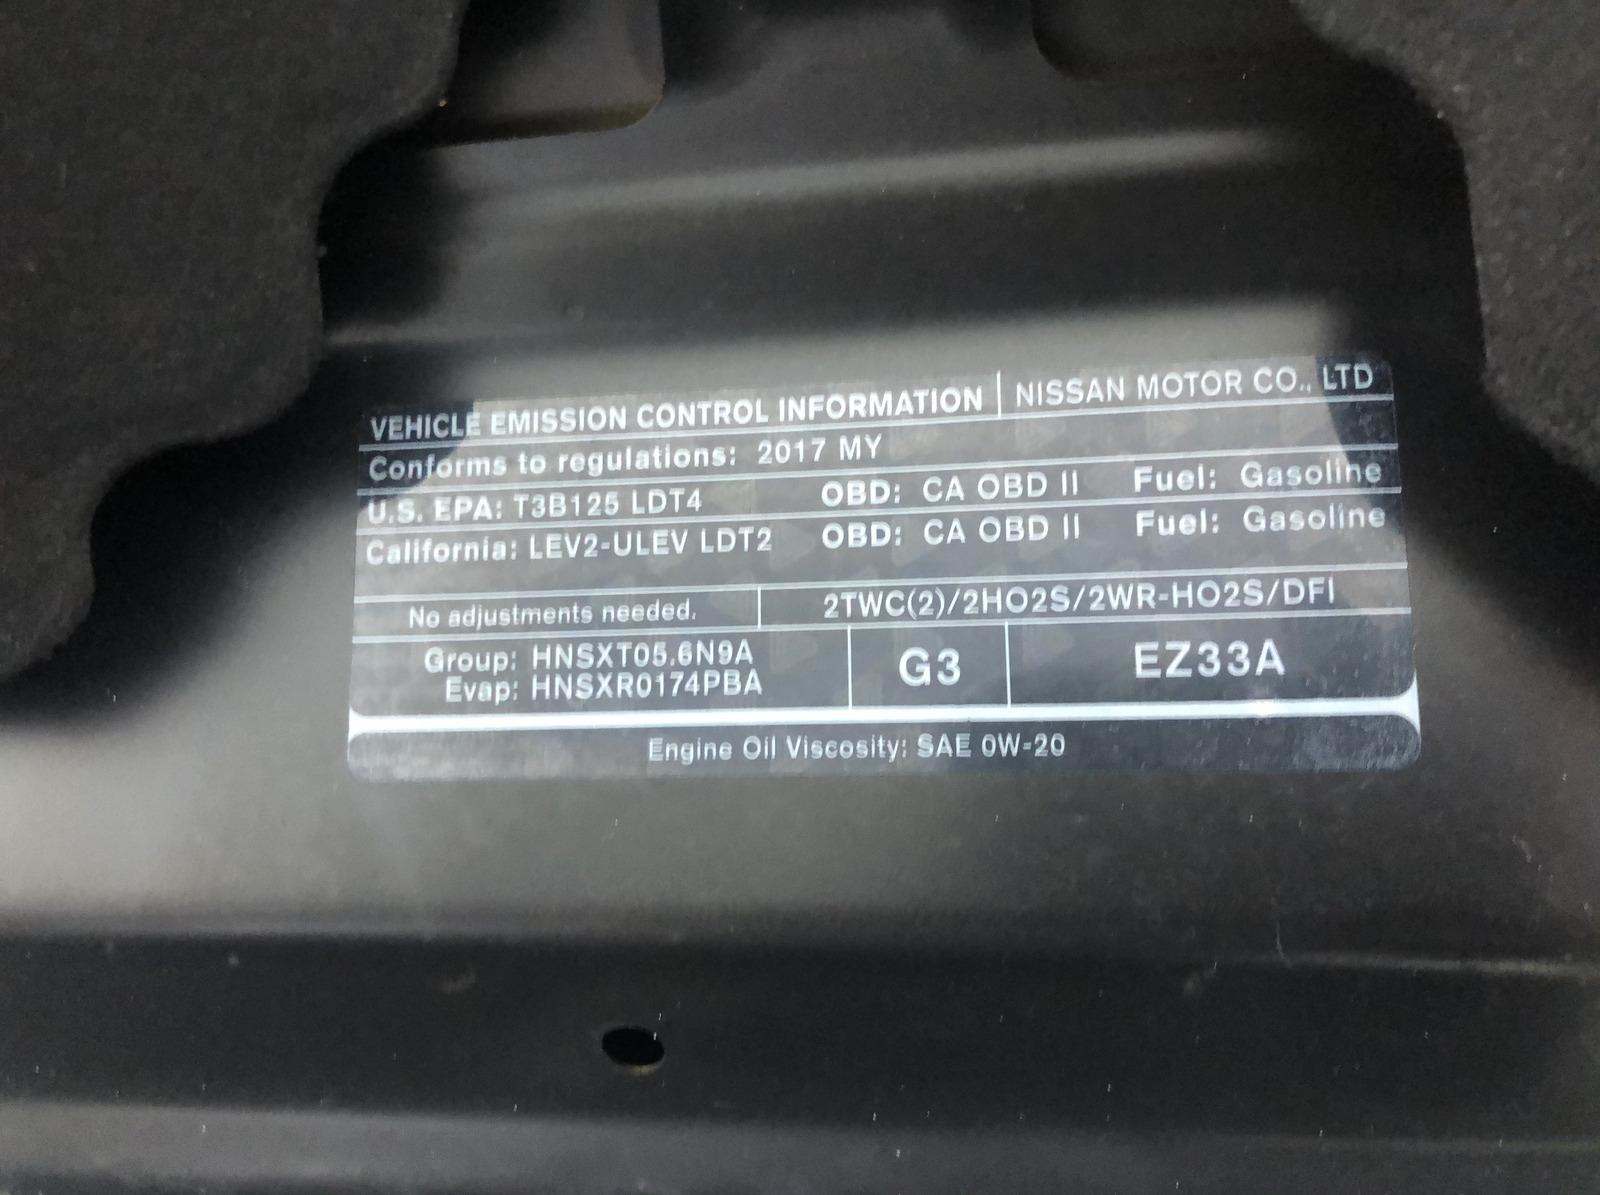 VEHICLE EMISSION CONTROL INFORMATION NISSAN MOTOR CO., LTD
Conforms to regulations: 2017 MY
U.S. EPA: T3B125 LDT4 OBD: CA OBD II Fuel: Gasoline
California: LEV2-ULEV LDT2 OBD: CA OBD II Fuel: Gasoline
No adjustments needed. 2TWC(2)/2HO2S/2WR-HO2S/DFI
Group: HNSXT05.6N9A G3 EZ33A
Evap: HNSXR0174PBA
Engine Oil Viscosity: SAE 0W-20